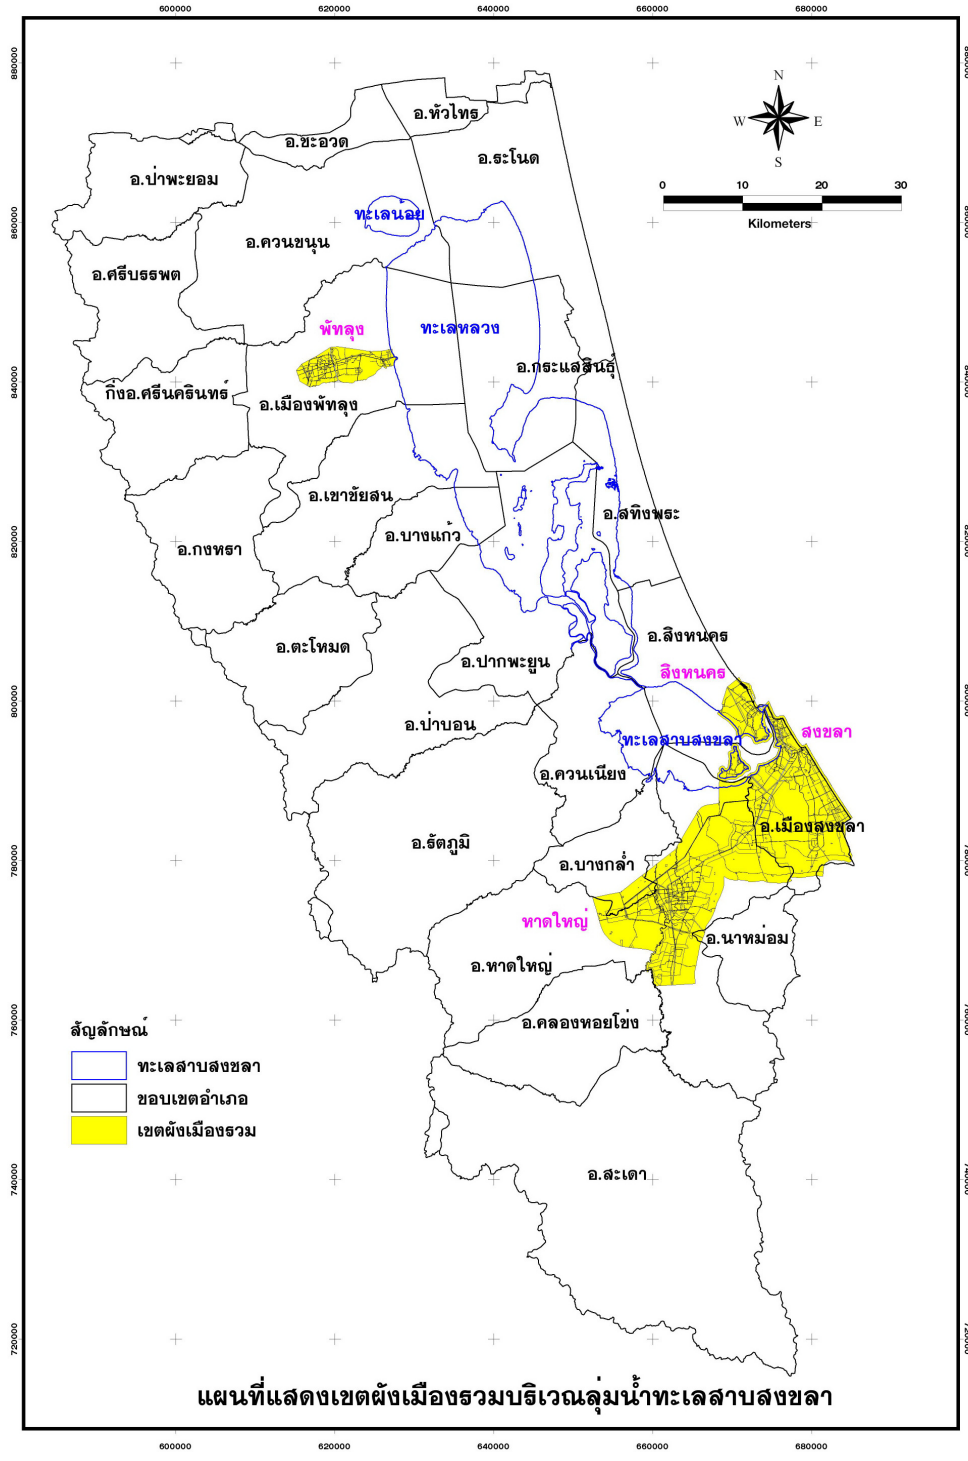 600000 620000 640000 660000 680000
880000 880000
N
W E
S
อ.หัวไทร
อ.ชะอวด
อ.ระโนด
อ.ป่าพะยอม
0 10 20 30
Kilometers
ทะเลน้อย
860000 860000
อ.ควนขนุน
อ.ศรีบรรพต
พัทลุง
ทะเลหลวง
อ.กระแสสินธุ์
840000 840000
กิ่งอ.ศรีนครินทร์
อ.เมืองพัทลุง
อ.เขาชัยสน
อ.สทิงพระ
อ.บางแก้ว
820000 820000
อ.กงหรา
อ.สิงหนคร
อ.ตะโหมด
อ.ปากพะยูน
สิงหนคร
800000 800000
อ.ป่าบอน
สงขลา
ทะเลสาบสงขลา
อ.ควนเนียง
อ.เมืองสงขลา
อ.รัตภูมิ
780000 780000
อ.บางกล่ำ
หาดใหญ่
อ.นาหม่อม
อ.หาดใหญ่
760000 760000
อ.คลองหอยโข่ง
สัญลักษณ์
ทะเลสาบสงขลา
ขอบเขตอำเภอ
เขตผังเมืองรวม
740000 740000
อ.สะเดา
720000 720000
แผนที่แสดงเขตผังเมืองรวมบริเวณลุ่มน้ำทะเลสาบสงขลา
600000 620000 640000 660000 680000